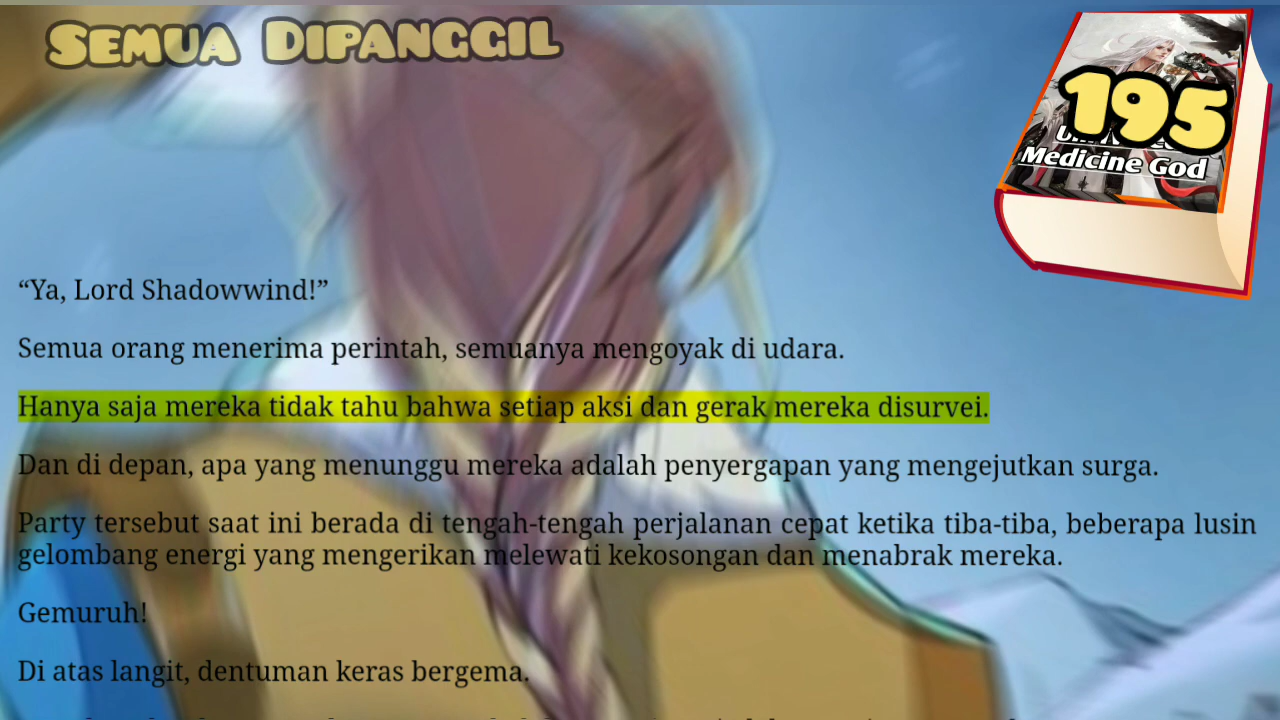 SEMUA DIPANGGIL
195
Medicine God
“Ya, Lord Shadowwind!”
Semua orang menerima perintah, semuanya mengoyak di udara.
Hanya saja mereka tidak tahu bahwa setiap aksi dan gerak mereka disurvei.
Dan di depan, apa yang menunggu mereka adalah penyergapan yang mengejutkan surga.
Party tersebut saat ini berada di tengah-tengah perjalanan cepat ketika tiba-tiba, beberapa lusin
gelombang energi yang mengerikan melewati kekosongan dan menabrak mereka.
Gemuruh!
Di atas langit, dentuman keras bergema.